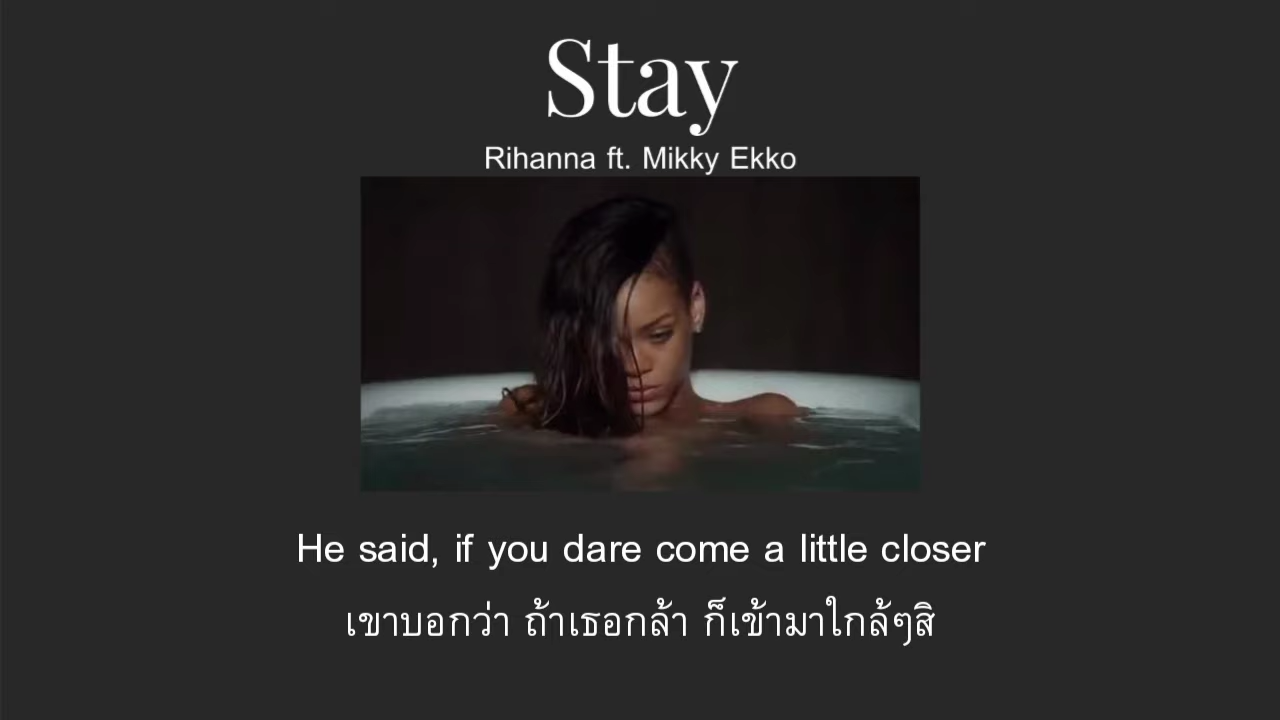 Stay
Rihanna ft. Mikky Ekko
He said, if you dare come a little closer
เขาบอกว่า ถ้าเธอกล้า ก็เข้ามาใกล้ๆสิ